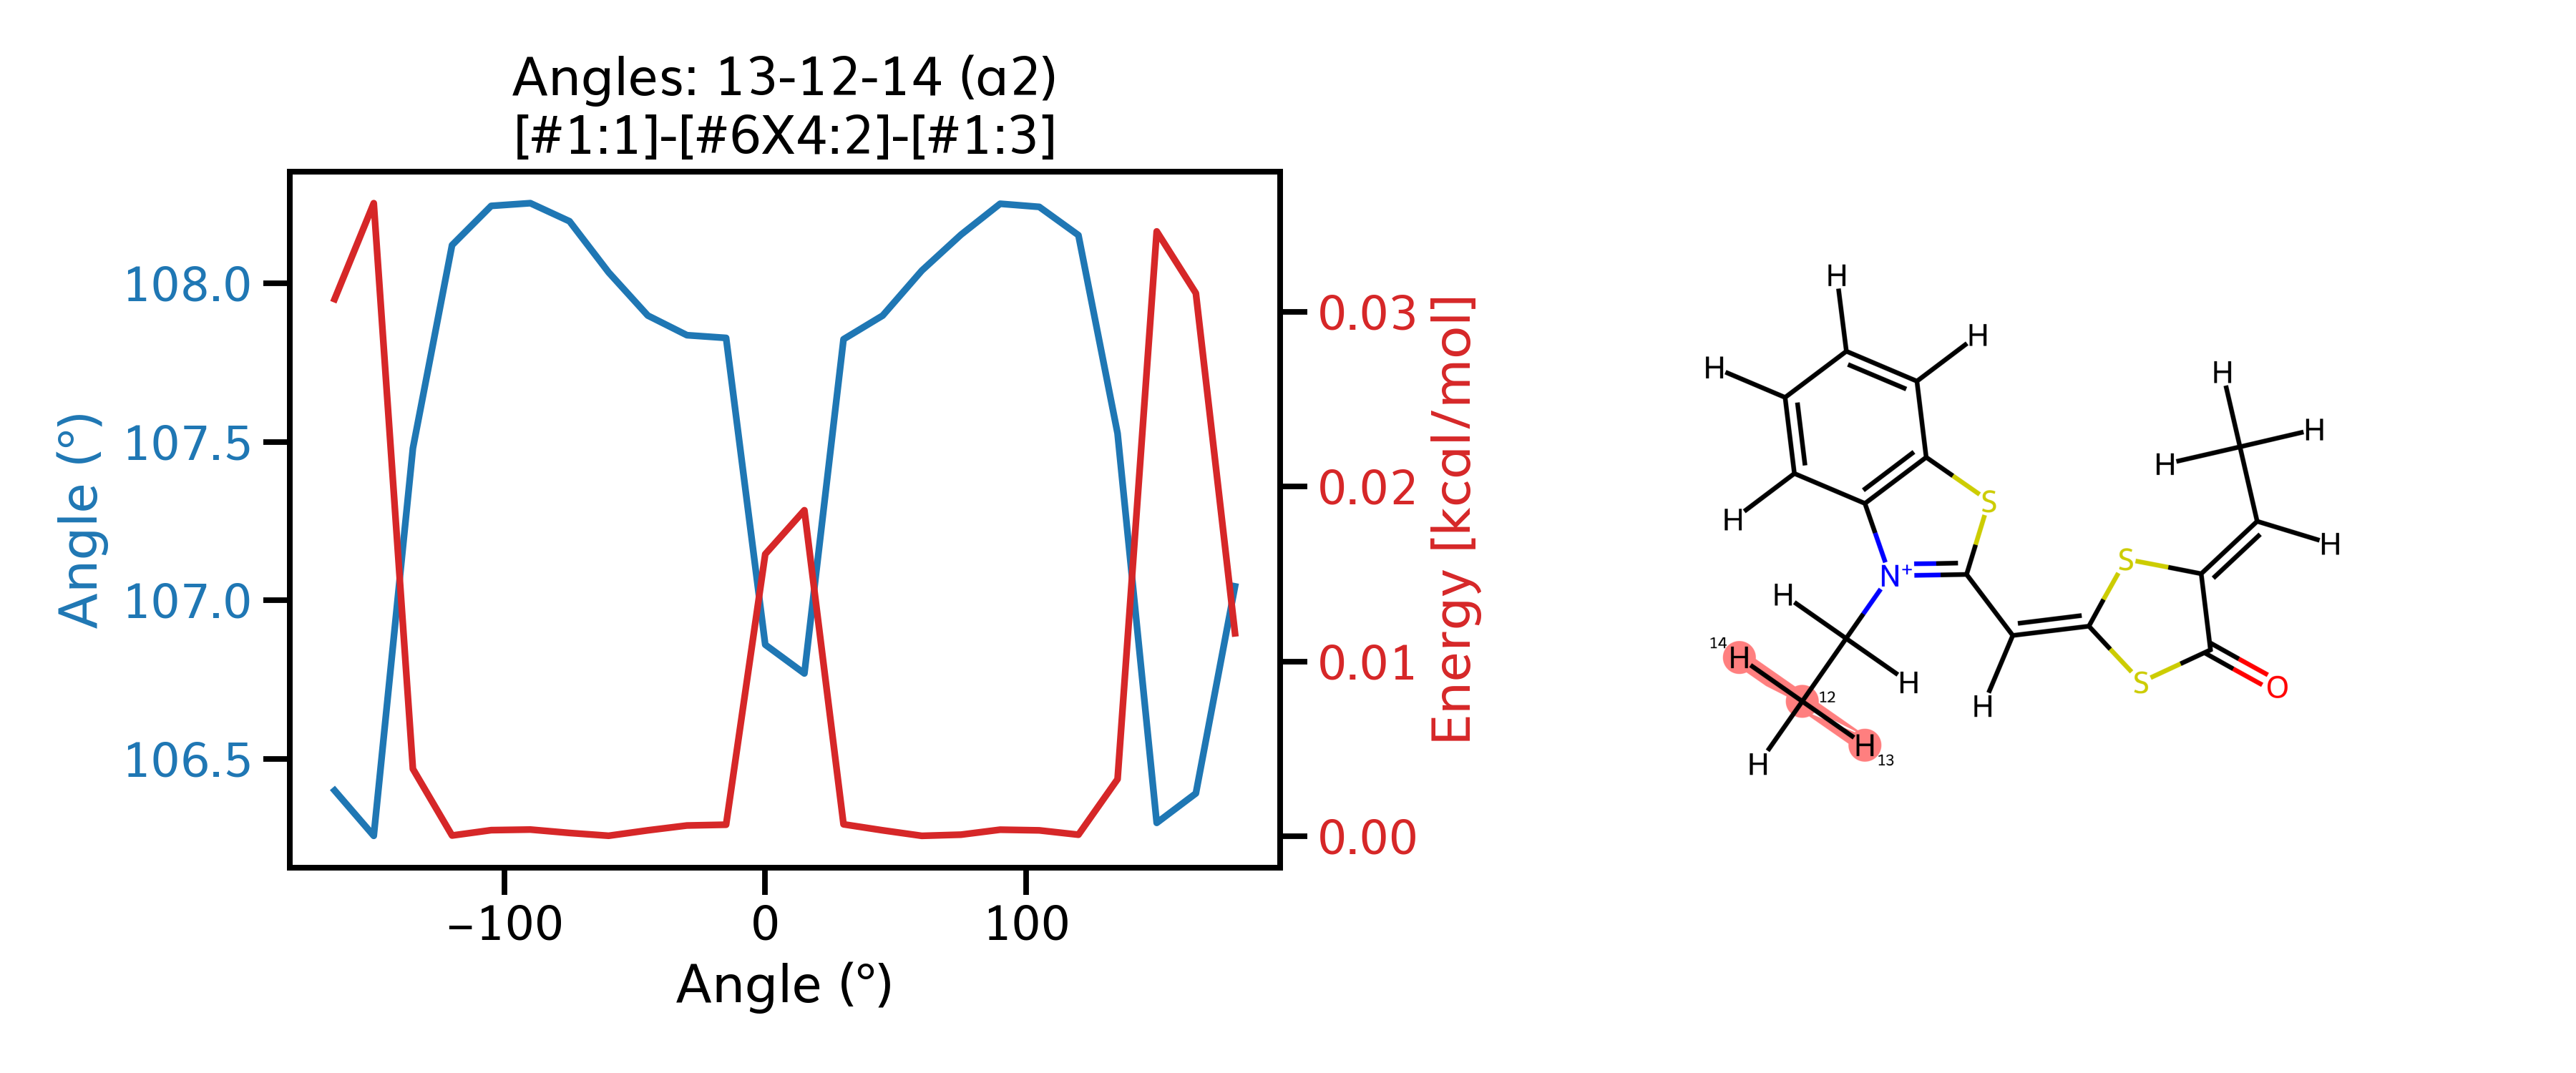 Angles: 13-12-14 (α2)
[#1:1]-[#6X4:2]-[#1:3]
Angle (°)
108.0
107.5
107.0
106.5
0.03
0.02
0.01
0.00
Energy [kcal/mol]
−100
0
100
Angle (°)
H
H
H
H
H
H
H
S
H
S
N⁺
H
14
H
H
12
S
O
H
H
13
H